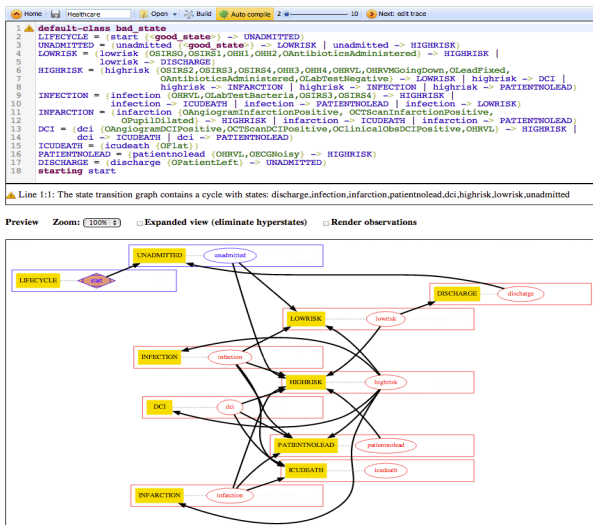 Home Healthcare Open Build Auto compile 2 10 Next: edit trace
1 default-class bad_state
2 LIFECYCLE = (start {<good_state>} -> UNADMITTED)
3 UNADMITTED = (unadmitted {<good_state>} -> LOWRISK | unadmitted -> HIGHRISK)
4 LOWRISK = (lowrisk {OSIRS0,OSIRS1,OHH1,OHH2,OAntibioticsAdministered} -> HIGHRISK |
5 lowrisk -> DISCHARGE)
6 HIGHRISK = (highrisk {OSIRS2,OSIRS3,OSIRS4,OHH3,OHH4,OHRVL,OHRVMGoingDown,OLeadFixed,
7 OAntibioticsAdministered,OLabTestNegative} -> LOWRISK | highrisk -> DCI |
8 highrisk -> INFARCTION | highrisk -> INFECTION | highrisk -> PATIENTNOLEAD)
9 INFECTION = (infection {OHRVL,OLabTestBacteria,OSIRS3,OSIRS4} -> HIGHRISK |
10 infection -> ICUDEATH | infection -> PATIENTNOLEAD | infection -> LOWRISK)
11 INFARCTION = (infarction {OAngiogramInfarctionPositive, OCTScanInfarctionPositive,
12 OPupilDilated} -> HIGHRISK | infarction -> ICUDEATH | infarction -> PATIENTNOLEAD)
13 DCI = (dci {OAngiogramDCIPositive,OCTScanDCIPositive,OClinicalObsDCIPositive,OHRVL} -> HIGHRISK |
14 dci -> ICUDEATH | dci -> PATIENTNOLEAD)
15 ICUDEATH = (icudeath {OFlat})
16 PATIENTNOLEAD = (patientnolead {OHRVL,OECGNoisy} -> HIGHRISK)
17 DISCHARGE = (discharge {OPatientLeft} -> UNADMITTED)
18 starting start
Line 1:1: The state transition graph contains a cycle with states: discharge,infection,infarction,patientnolead,dci,highrisk,lowrisk,unadmitted
Preview Zoom: 100% Expanded view (eliminate hyperstates) Render observations
UNADMITTED unadmitted
LIFECYCLE start
DISCHARGE discharge
LOWRISK lowrisk
INFECTION infection
HIGHRISK highrisk
DCI dci
PATIENTNOLEAD patientnolead
ICUDEATH icudeath
INFARCTION infarction